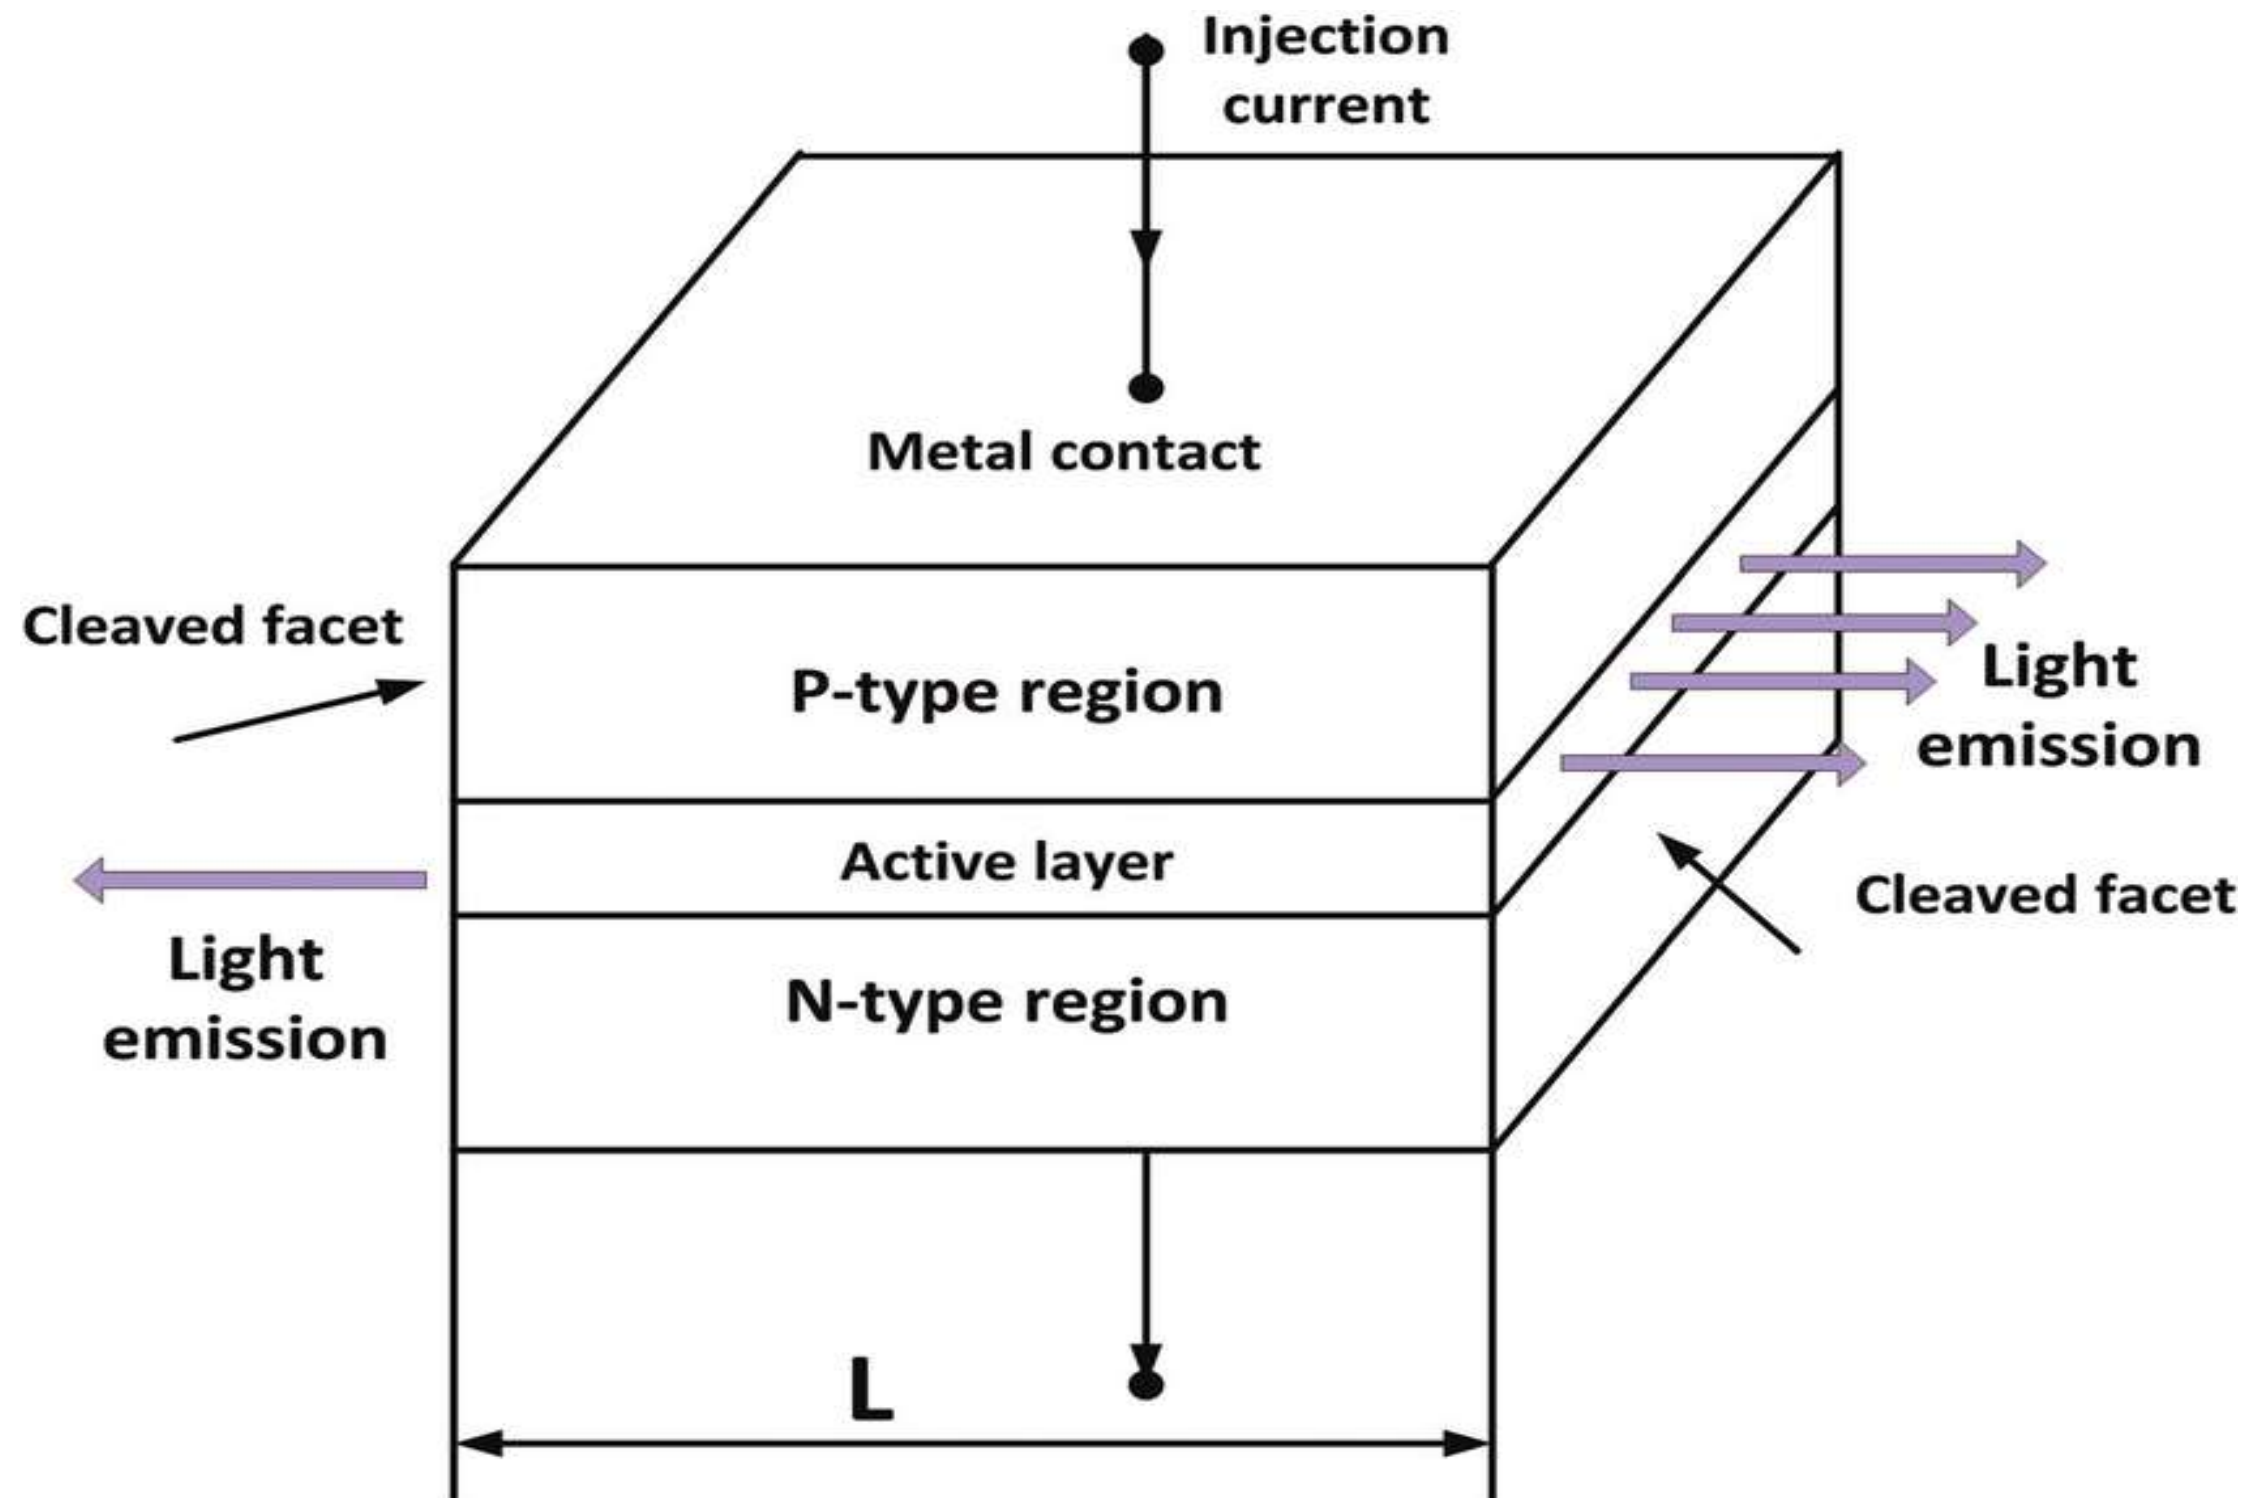 Injection
current
Metal contact
Cleaved facet
P-type region
Light
emission
Active layer
Cleaved facet
Light
emission
N-type region
L